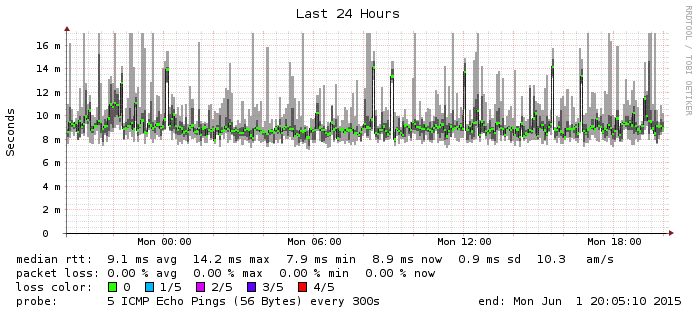 Last 24 Hours
RRDTOOL / TOBI OETIKER
Seconds
16 m
14 m
12 m
10 m
8 m
6 m
4 m
2 m
0
Mon 00:00 Mon 06:00 Mon 12:00 Mon 18:00
median rtt: 9.1 ms avg 14.2 ms max 7.9 ms min 8.9 ms now 0.9 ms sd 10.3 am/s
packet loss: 0.00 % avg 0.00 % max 0.00 % min 0.00 % now
loss color: 0 1/5 2/5 3/5 4/5
probe: 5 ICMP Echo Pings (56 Bytes) every 300s end: Mon Jun 1 20:05:10 2015